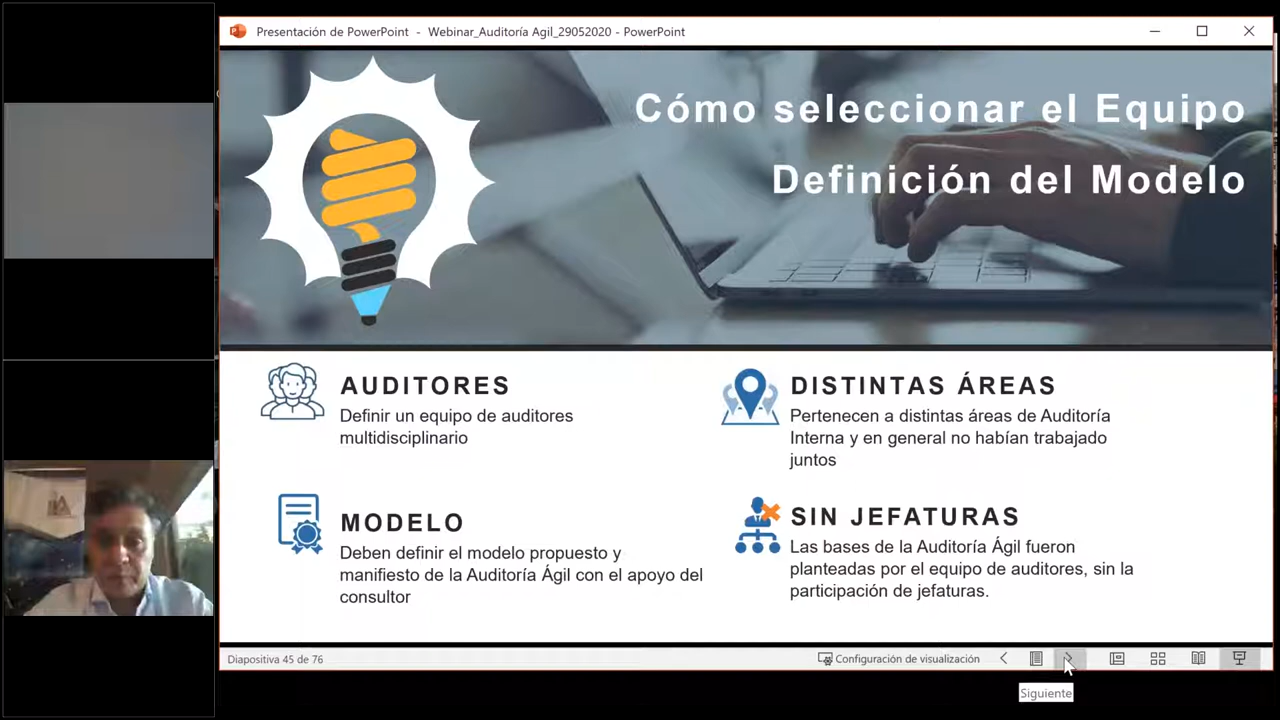 Presentación de PowerPoint - Webinar_Auditoría Agil_29052020 - PowerPoint
Cómo seleccionar el Equipo
Definición del Modelo
AUDITORES
Definir un equipo de auditores
multidisciplinario
DISTINTAS ÁREAS
Pertenecen a distintas áreas de Auditoría
Interna y en general no habían trabajado
juntos
MODELO
Deben definir el modelo propuesto y
manifiesto de la Auditoría Ágil con el apoyo del
consultor
SIN JEFATURAS
Las bases de la Auditoría Ágil fueron
planteadas por el equipo de auditores, sin la
participación de jefaturas.
Diapositiva 45 de 76
Configuración de visualización
Siguiente